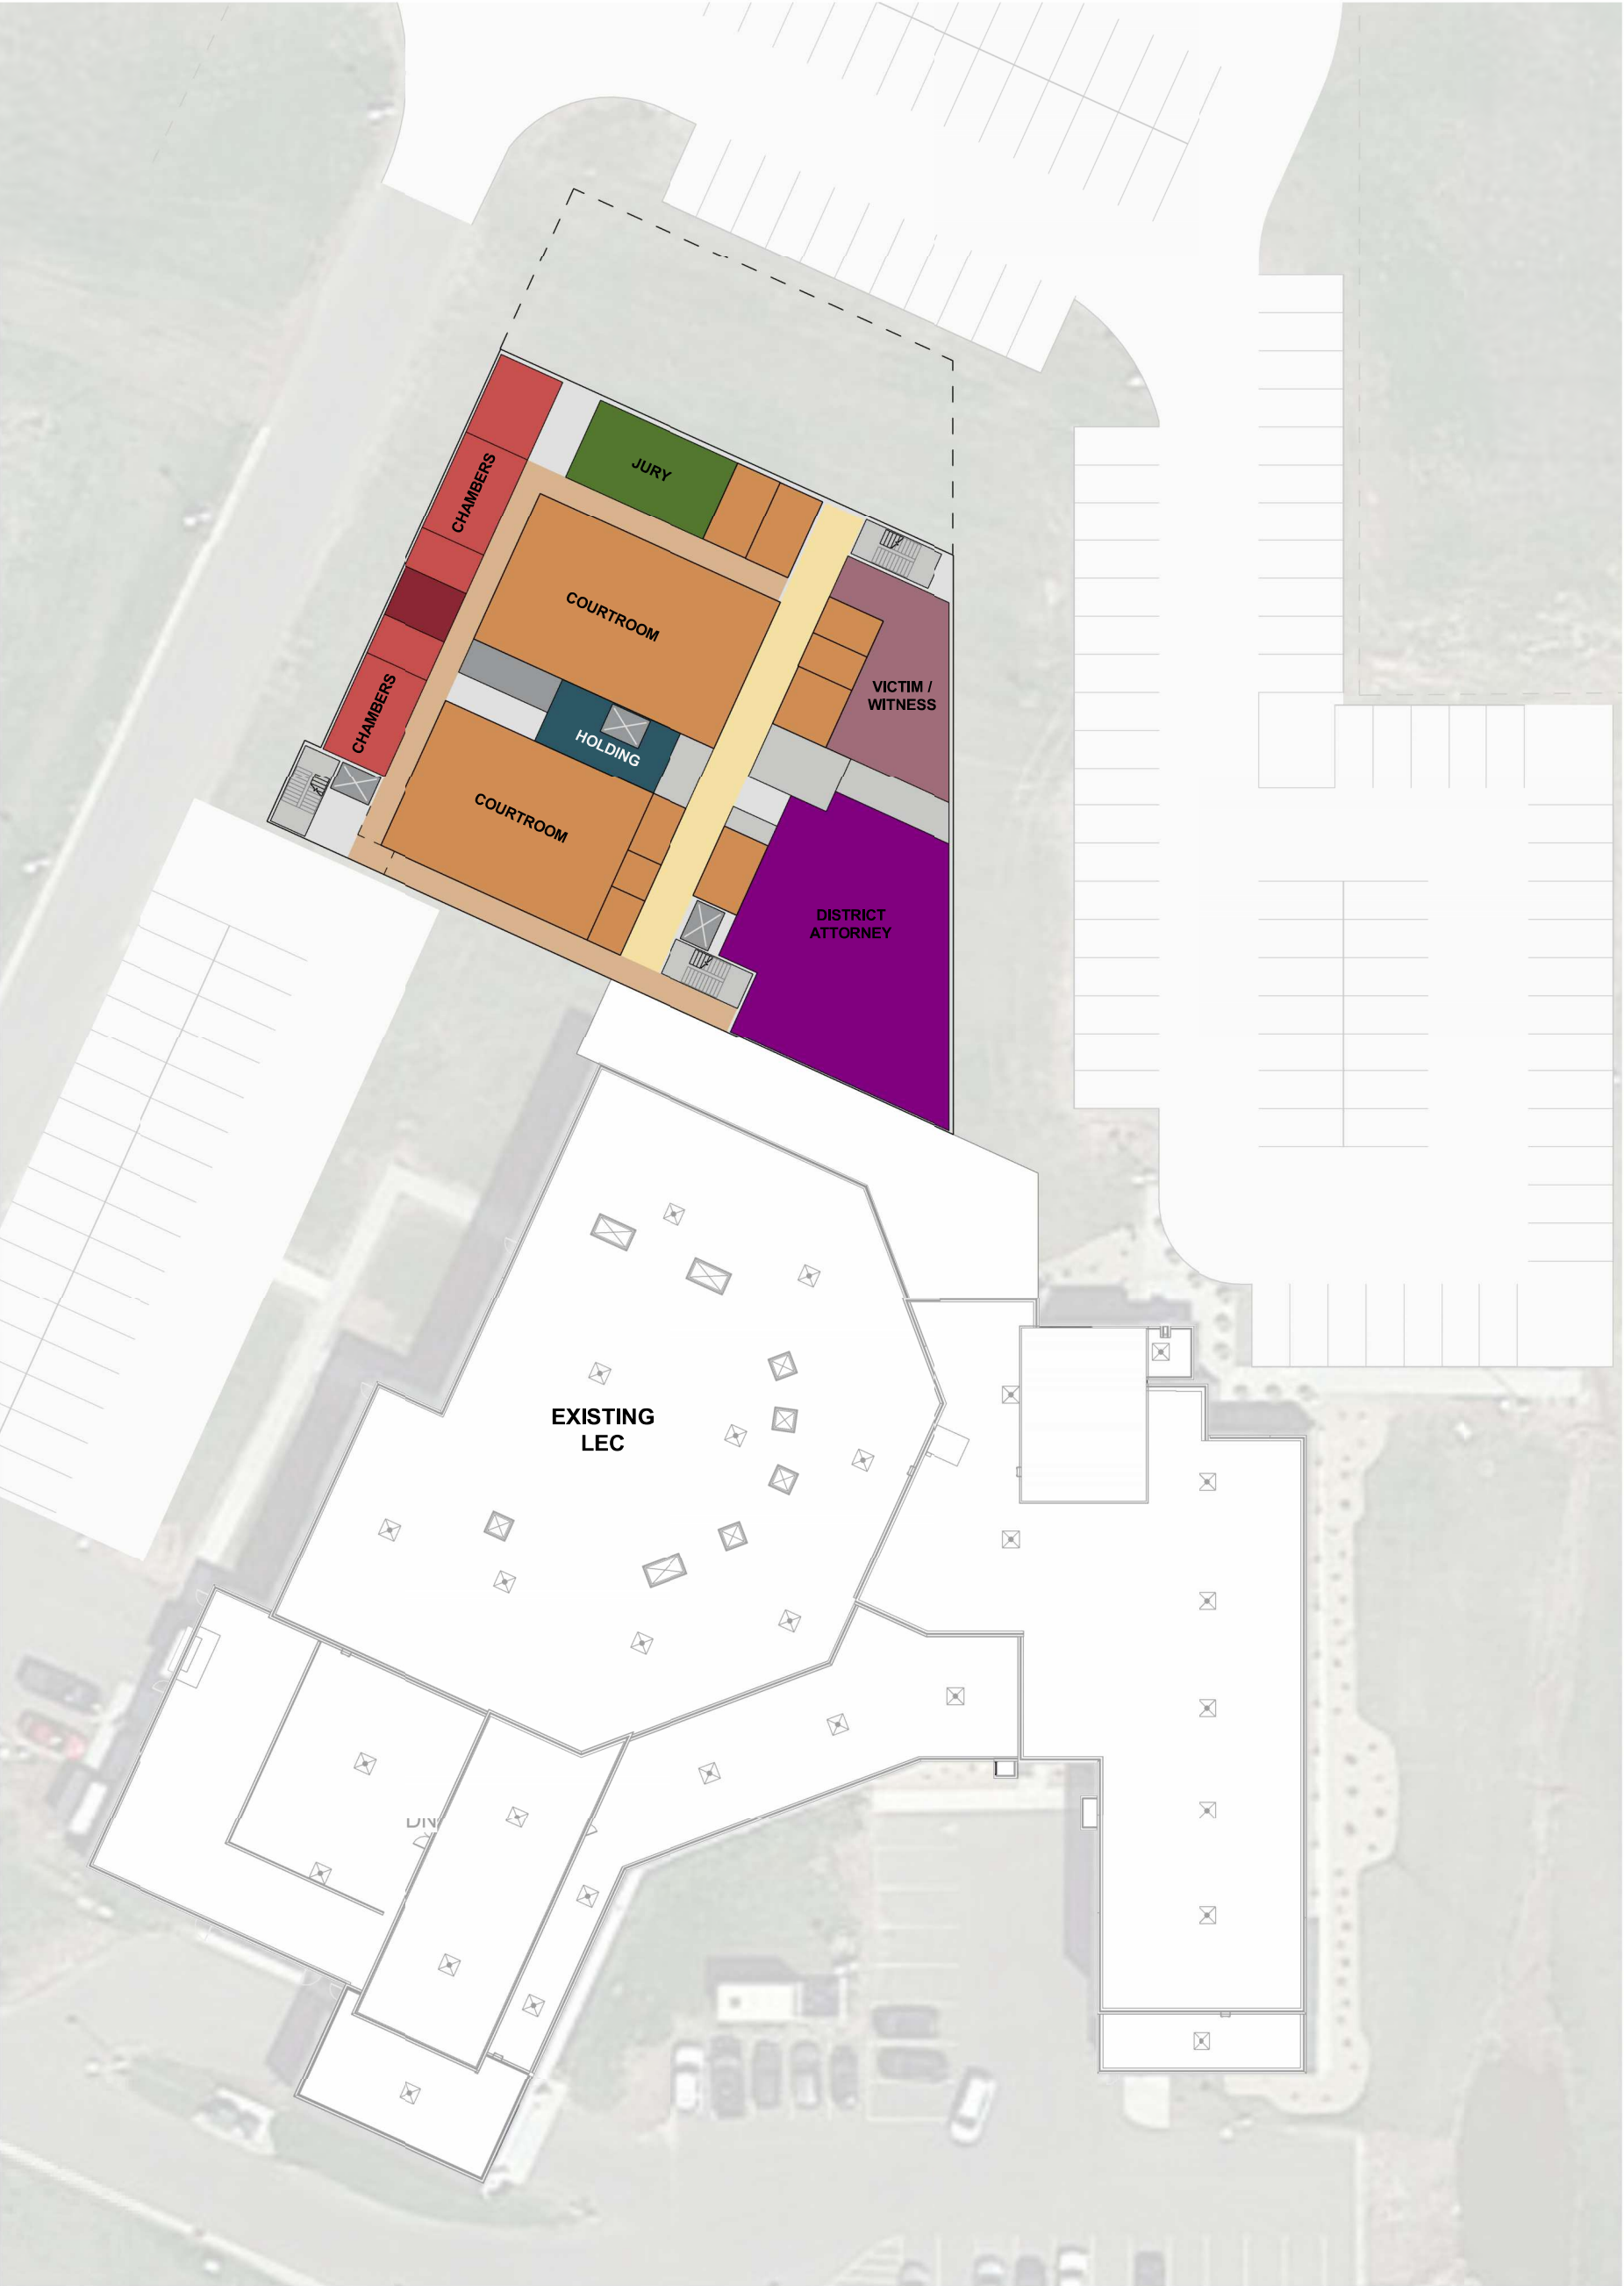 JURY
CHAMBERS
COURTROOM
VICTIM /
WITNESS
CHAMBERS
HOLDING
COURTROOM
DISTRICT
ATTORNEY
EXISTING
LEC